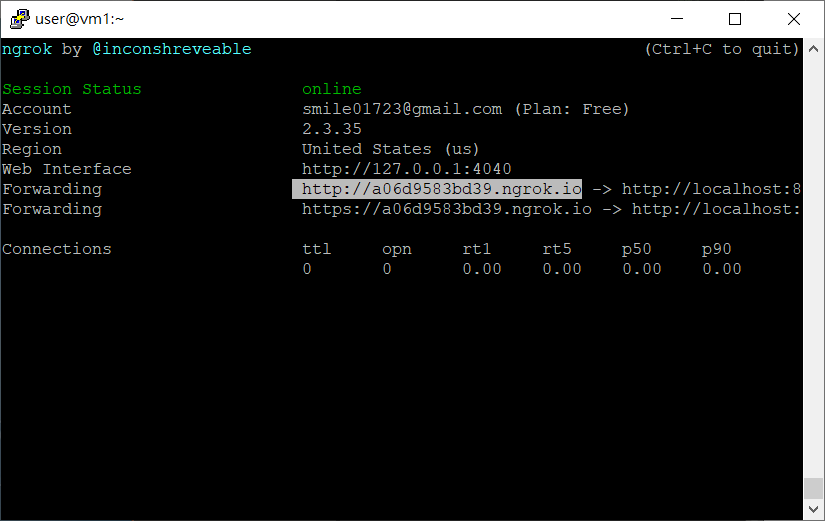 user@vm1:~
ngrok by @inconshreveable (Ctrl+C to quit)
Session Status online
Account smile01723@gmail.com (Plan: Free)
Version 2.3.35
Region United States (us)
Web Interface http://127.0.0.1:4040
Forwarding http://a06d9583bd39.ngrok.io -> http://localhost:8
Forwarding https://a06d9583bd39.ngrok.io -> http://localhost:
Connections ttl opn rt1 rt5 p50 p90
0 0 0.00 0.00 0.00 0.00